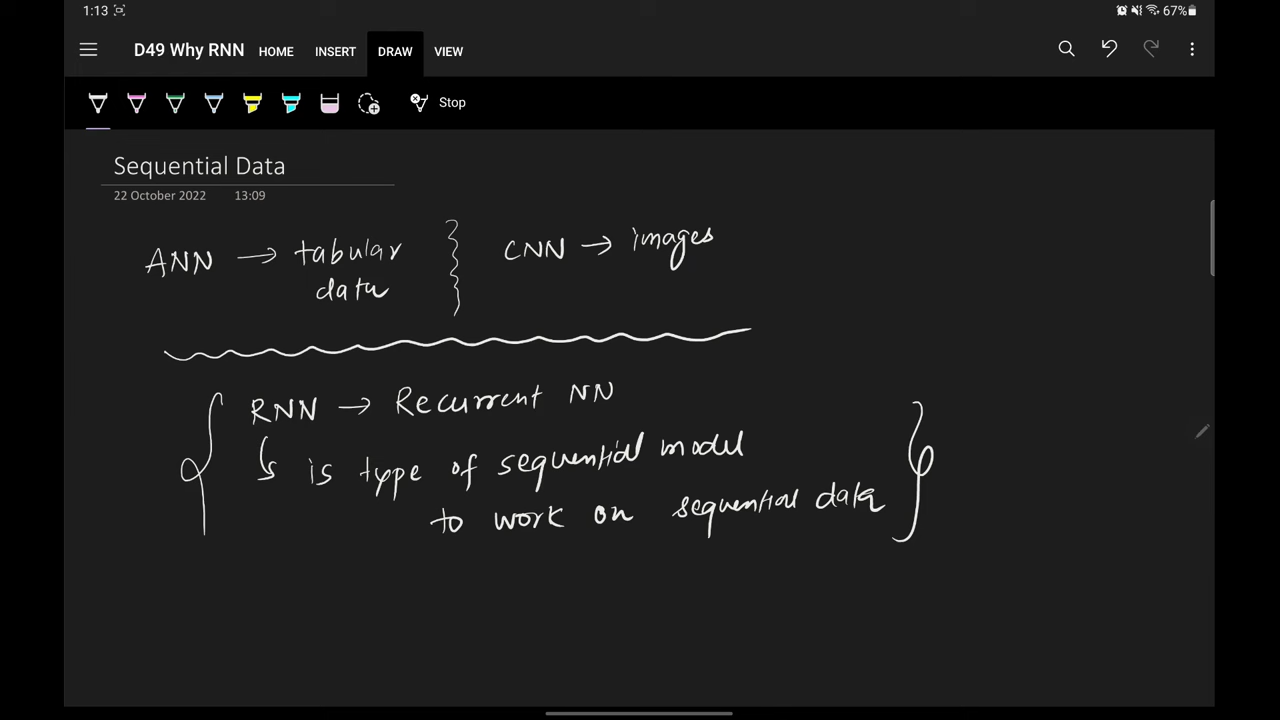 1:13 67%
D49 Why RNN HOME INSERT DRAW VIEW
Stop
Sequential Data
22 October 2022 13:09
ANN → tabular data
CNN → images
RNN → Recurrent NN
↳ is type of sequential model
to work on sequential data